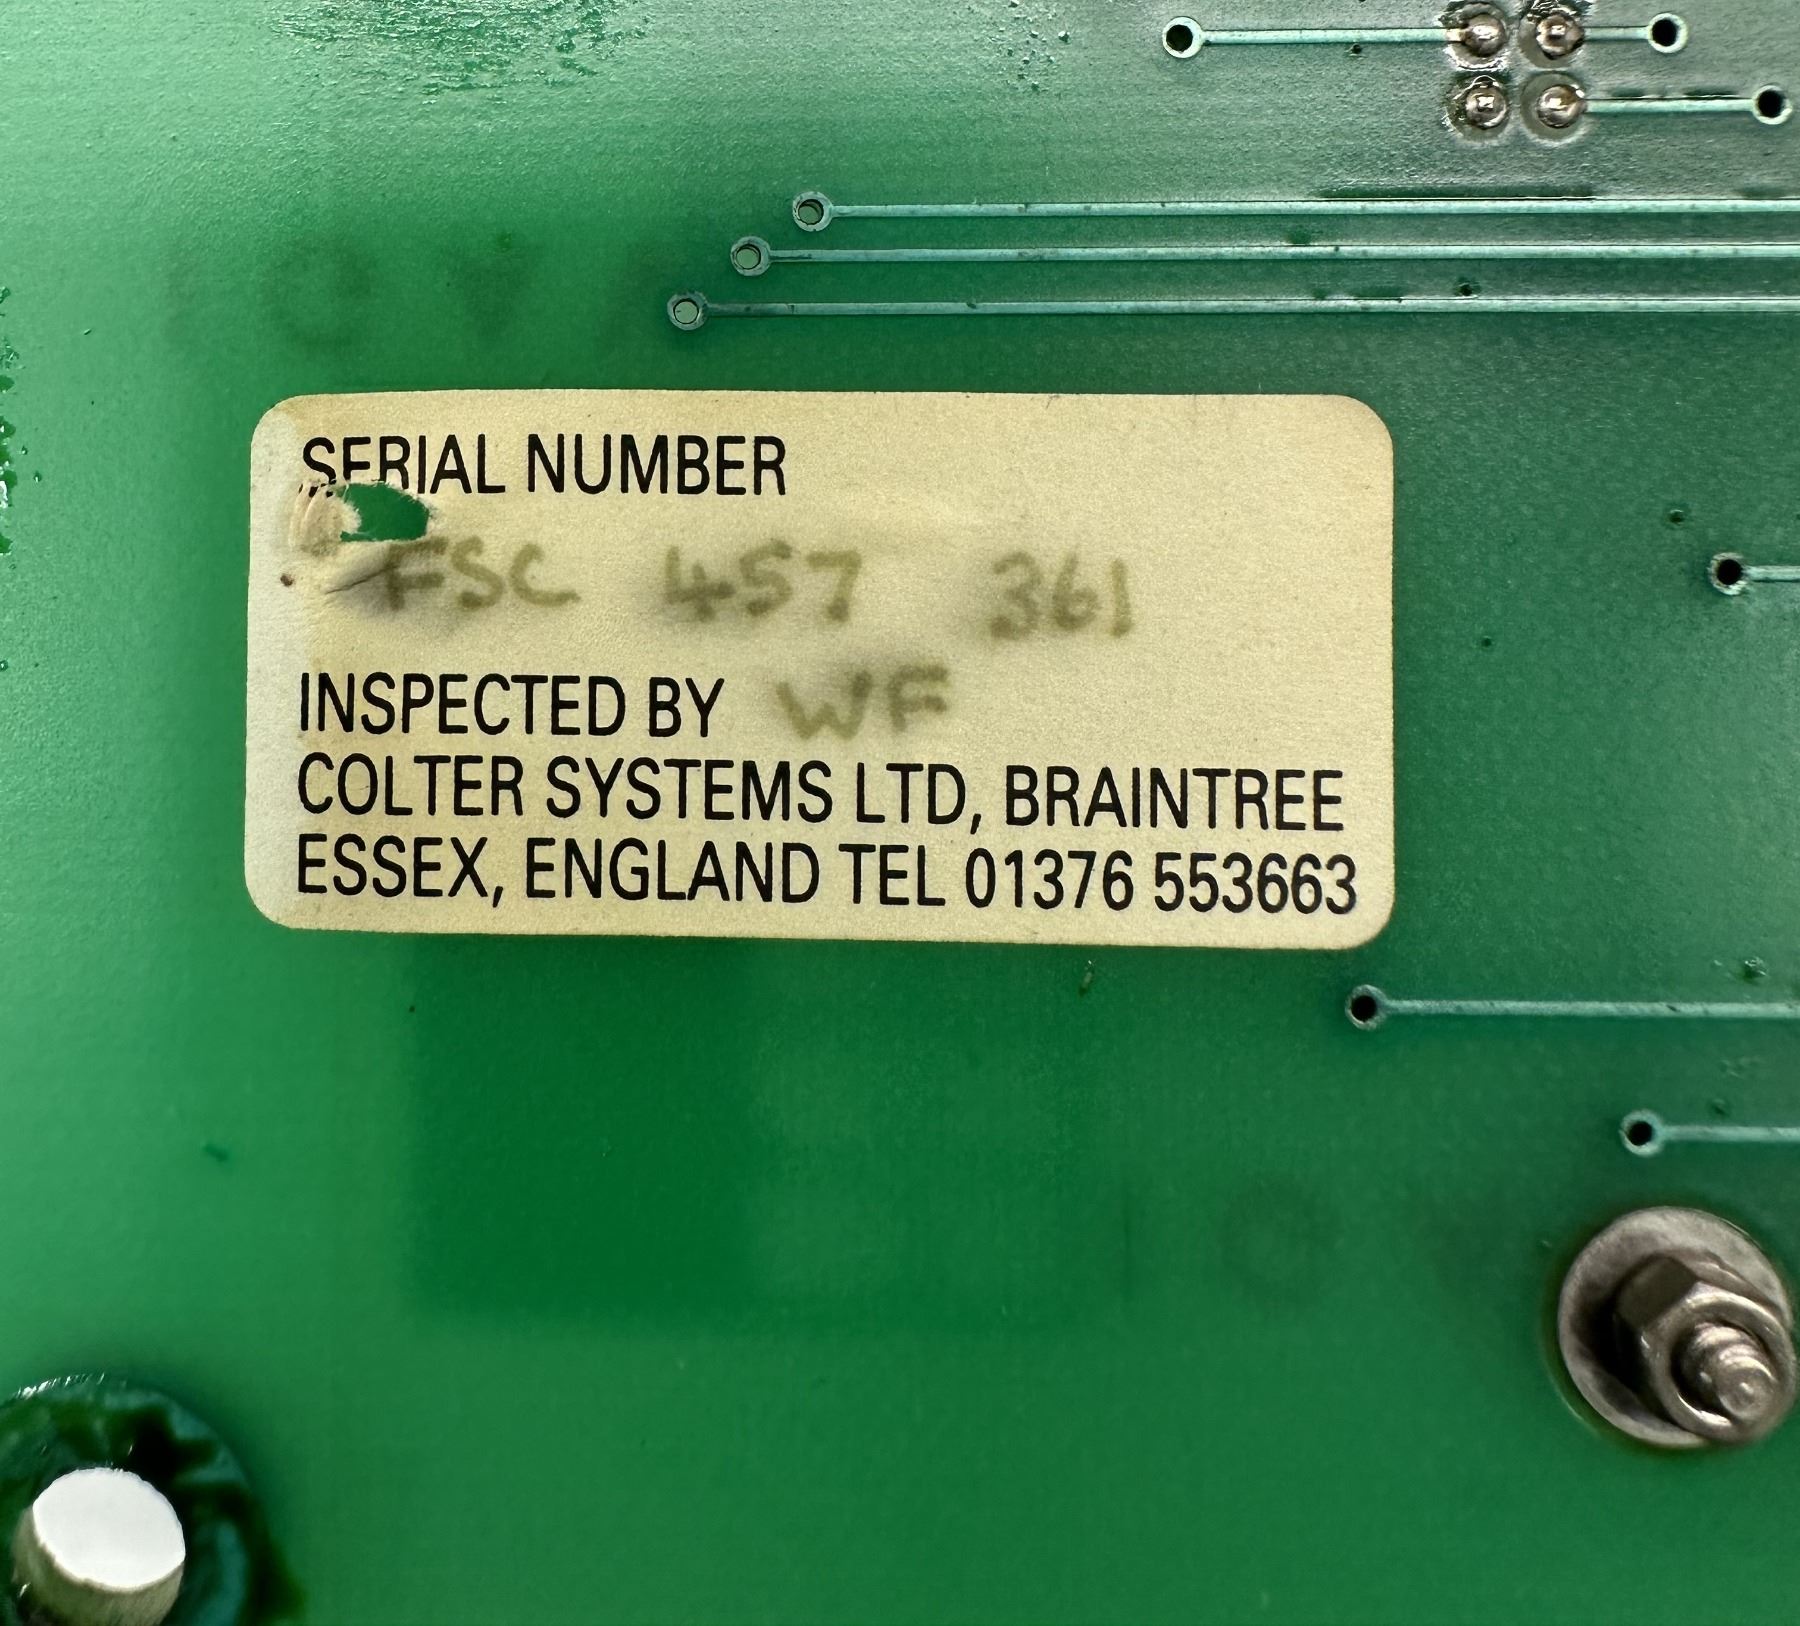 SERIAL NUMBER
FSC 457 361
INSPECTED BY WF
COLTER SYSTEMS LTD, BRAINTREE
ESSEX, ENGLAND TEL 01376 553663